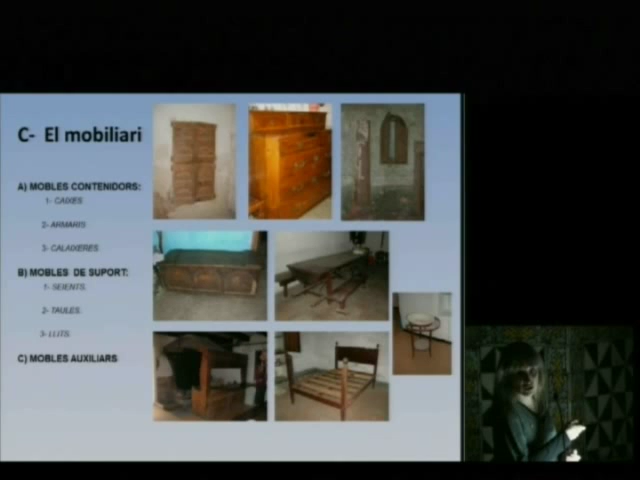 C- El mobiliari
A) MOBLES CONTENIDORS:
1- CAIXES
2- ARMARIS
3- CALAIXERES
B) MOBLES DE SUPORT:
1- SEIENTS.
2- TAULES.
3- LLITS.
C) MOBLES AUXILIARS